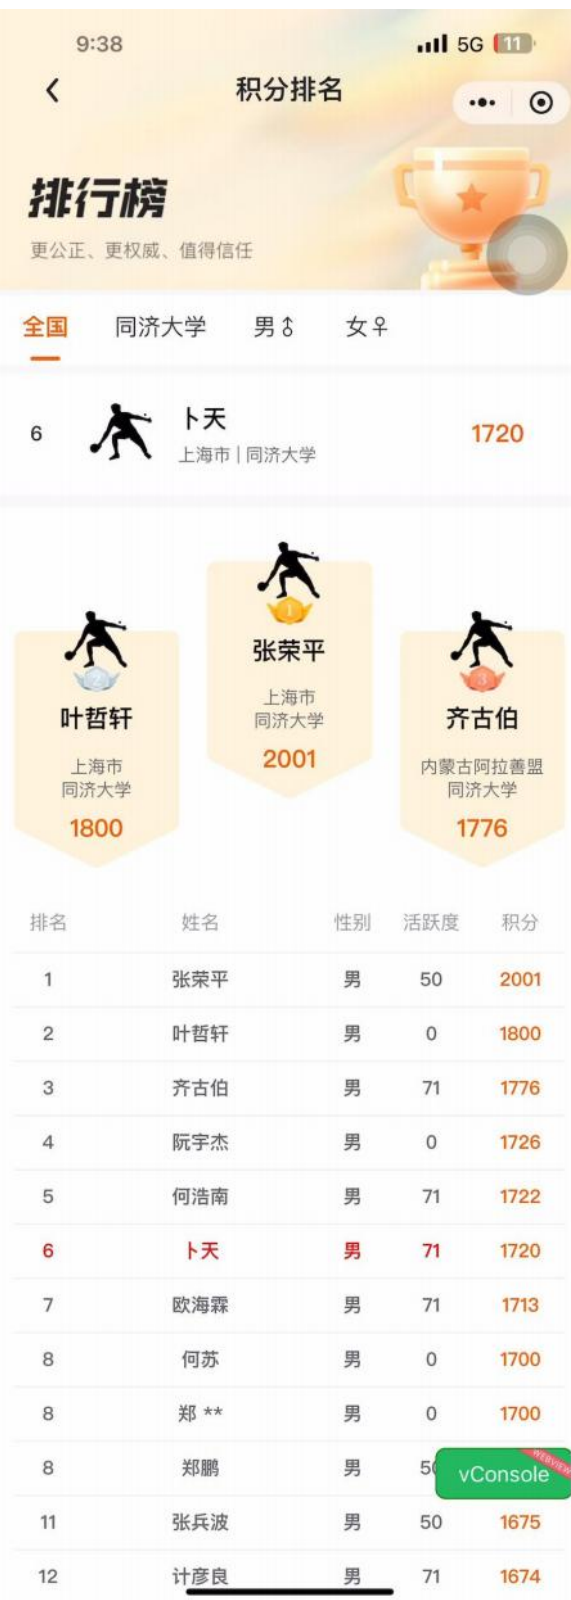 9:38
5G 11
积分排名
排行榜
更公正、更权威、值得信任
全国 同济大学 男♂ 女♀
6 卜天 1720
上海市 | 同济大学
1
张荣平
上海市
同济大学
2001
2
叶哲轩
上海市
同济大学
1800
3
齐古伯
内蒙古阿拉善盟
同济大学
1776
排名 姓名 性别 活跃度 积分
1 张荣平 男 50 2001
2 叶哲轩 男 0 1800
3 齐古伯 男 71 1776
4 阮宇杰 男 0 1726
5 何浩南 男 71 1722
6 卜天 男 71 1720
7 欧海霖 男 71 1713
8 何苏 男 0 1700
8 郑 ** 男 0 1700
8 郑鹏 男
WEBVIEW
vConsole
11 张兵波 男 50 1675
12 计彦良 男 71 1674